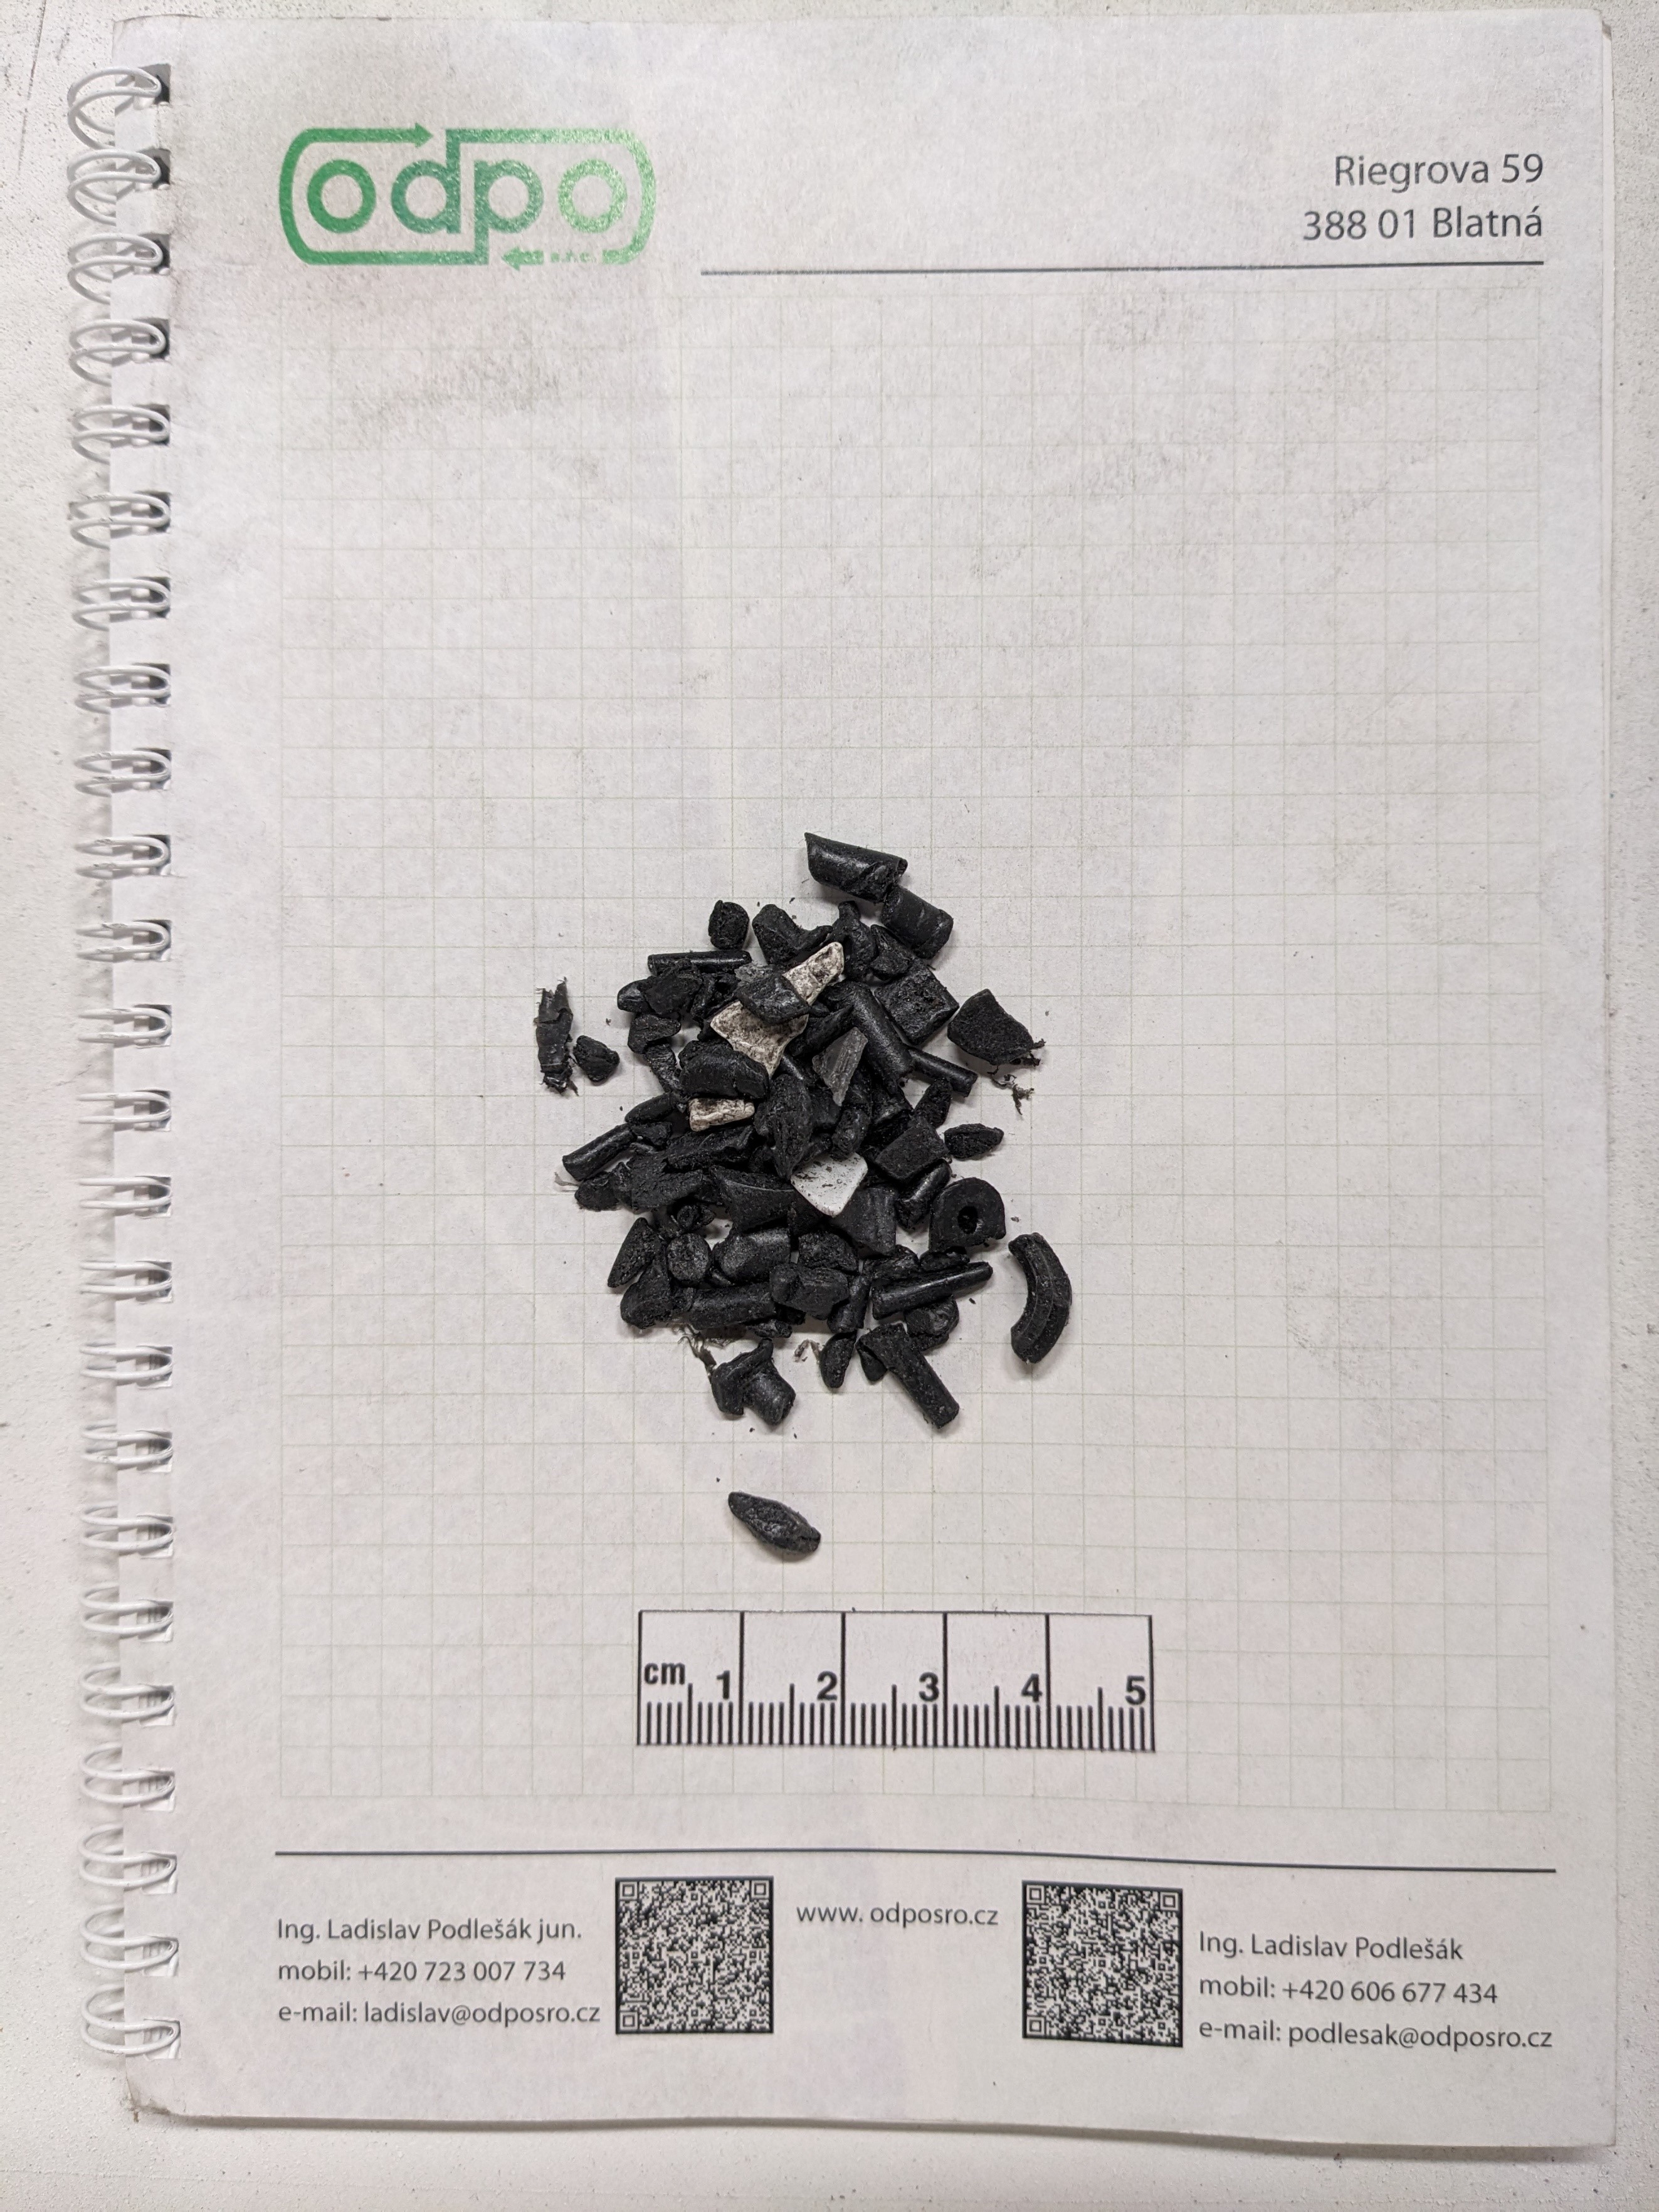 odpo
s.r.o.
Riegrova 59
388 01 Blatná
cm 1 2 3 4 5
Ing. Ladislav Podlešák jun.
mobil: +420 723 007 734
e-mail: ladislav@odposro.cz
www. odposro.cz
Ing. Ladislav Podlešák
mobil: +420 606 677 434
e-mail: podlesak@odposro.cz